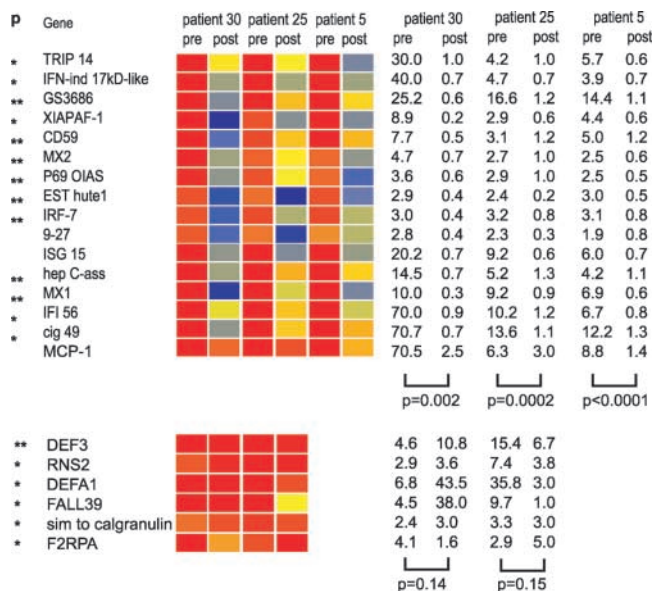 p Gene patient 30 patient 25 patient 5 patient 30 patient 25 patient 5
pre post pre post pre post pre post pre post pre post
* TRIP 14 30.0 1.0 4.2 1.0 5.7 0.6
* IFN-ind 17kD-like 40.0 0.7 4.7 0.7 3.9 0.7
** GS3686 25.2 0.6 16.6 1.2 14.4 1.1
* XIAPAF-1 8.9 0.2 2.9 0.6 4.4 0.6
** CD59 7.7 0.5 3.1 1.2 5.0 1.2
** MX2 4.7 0.7 2.7 1.0 2.5 0.6
** P69 OIAS 3.6 0.6 2.9 1.0 2.5 0.5
** EST hute1 2.9 0.4 2.4 0.2 3.0 0.5
** IRF-7 3.0 0.4 3.2 0.8 3.1 0.8
9-27 2.8 0.4 2.3 0.3 1.9 0.8
ISG 15 20.2 0.7 9.2 0.6 6.0 0.7
** hep C-ass 14.5 0.7 5.2 1.3 4.2 1.1
** MX1 10.0 0.3 9.2 0.9 6.9 0.6
* IFI 56 70.0 0.9 10.2 1.2 6.7 0.8
* cig 49 70.7 0.7 13.6 1.1 12.2 1.3
MCP-1 70.5 2.5 6.3 3.0 8.8 1.4
p=0.002 p=0.0002 p<0.0001
** DEF3 4.6 10.8 15.4 6.7
* RNS2 2.9 3.6 7.4 3.8
* DEFA1 6.8 43.5 35.8 3.0
* FALL39 4.5 38.0 9.7 1.0
* sim to calgranulin 2.4 3.0 3.3 3.0
* F2RPA 4.1 1.6 2.9 5.0
p=0.14 p=0.15